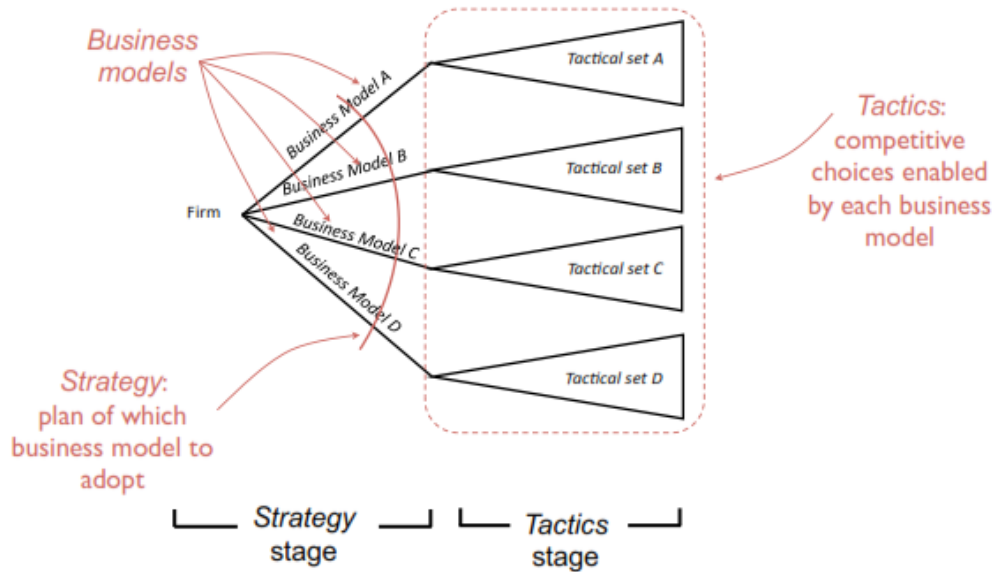 Business
models
Business Model A
Tactical set A
Tactics:
competitive
choices enabled
by each business
model
Business Model B
Tactical set B
Firm
Business Model C
Tactical set C
Business Model D
Tactical set D
Strategy:
plan of which
business model to
adopt
Strategy
stage
Tactics
stage